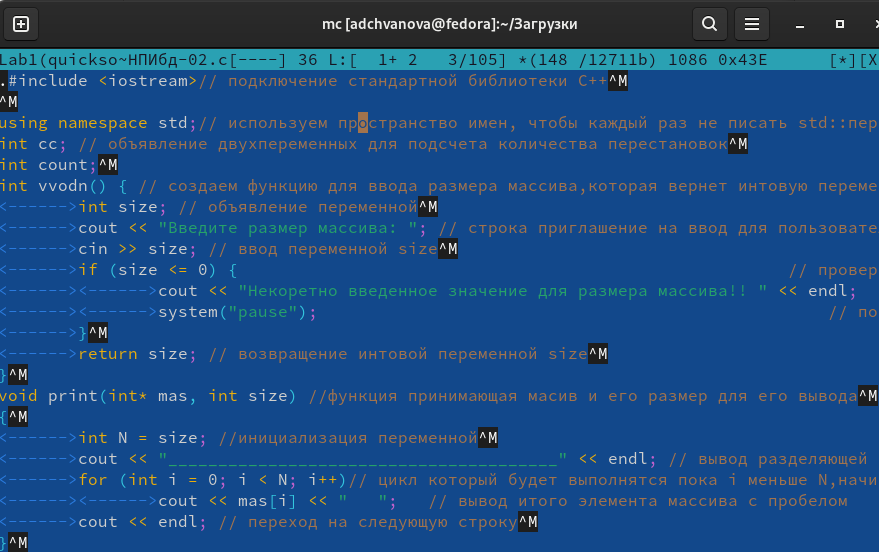 mc [adchvanova@fedora]:~/Загрузки
Lab1(quickso~НПИбд-02.c[----] 36 L:[  1+ 2   3/105] *(148 /12711b) 1086 0x43E      [*][X
.#include <iostream>// подключение стандартной библиотеки C++^M
^M
using namespace std;// используем пространство имен, чтобы каждый раз не писать std::пер
int cc; // объявление двухпеременных для подсчета количества перестановок^M
int count;^M
int vvodn() { // создаем функцию для ввода размера массива,которая вернет интовую переме
<------>int size; // объявление переменной^M
<------>cout << "Введите размер массива: "; // строка приглашение на ввод для пользовате
<------>cin >> size; // ввод переменной size^M
<------>if (size <= 0) {                                                       // провер
<------><------>cout << "Некоретно введенное значение для размера массива!! " << endl;
<------><------>system("pause");                                                   // по
<------>}^M
<------>return size; // возвращение интовой переменной size^M
}^M
void print(int* mas, int size) //функция принимающая масив и его размер для его вывода^M
{^M
<------>int N = size; //инициализация переменной^M
<------>cout << "_______________________________________" << endl; // вывод разделяющей
<------>for (int i = 0; i < N; i++)// цикл который будет выполнятся пока i меньше N,начи
<------><------>cout << mas[i] << "   ";   // вывод итого элемента массива с пробелом
<------>cout << endl; // переход на следующую строку^M
}^M